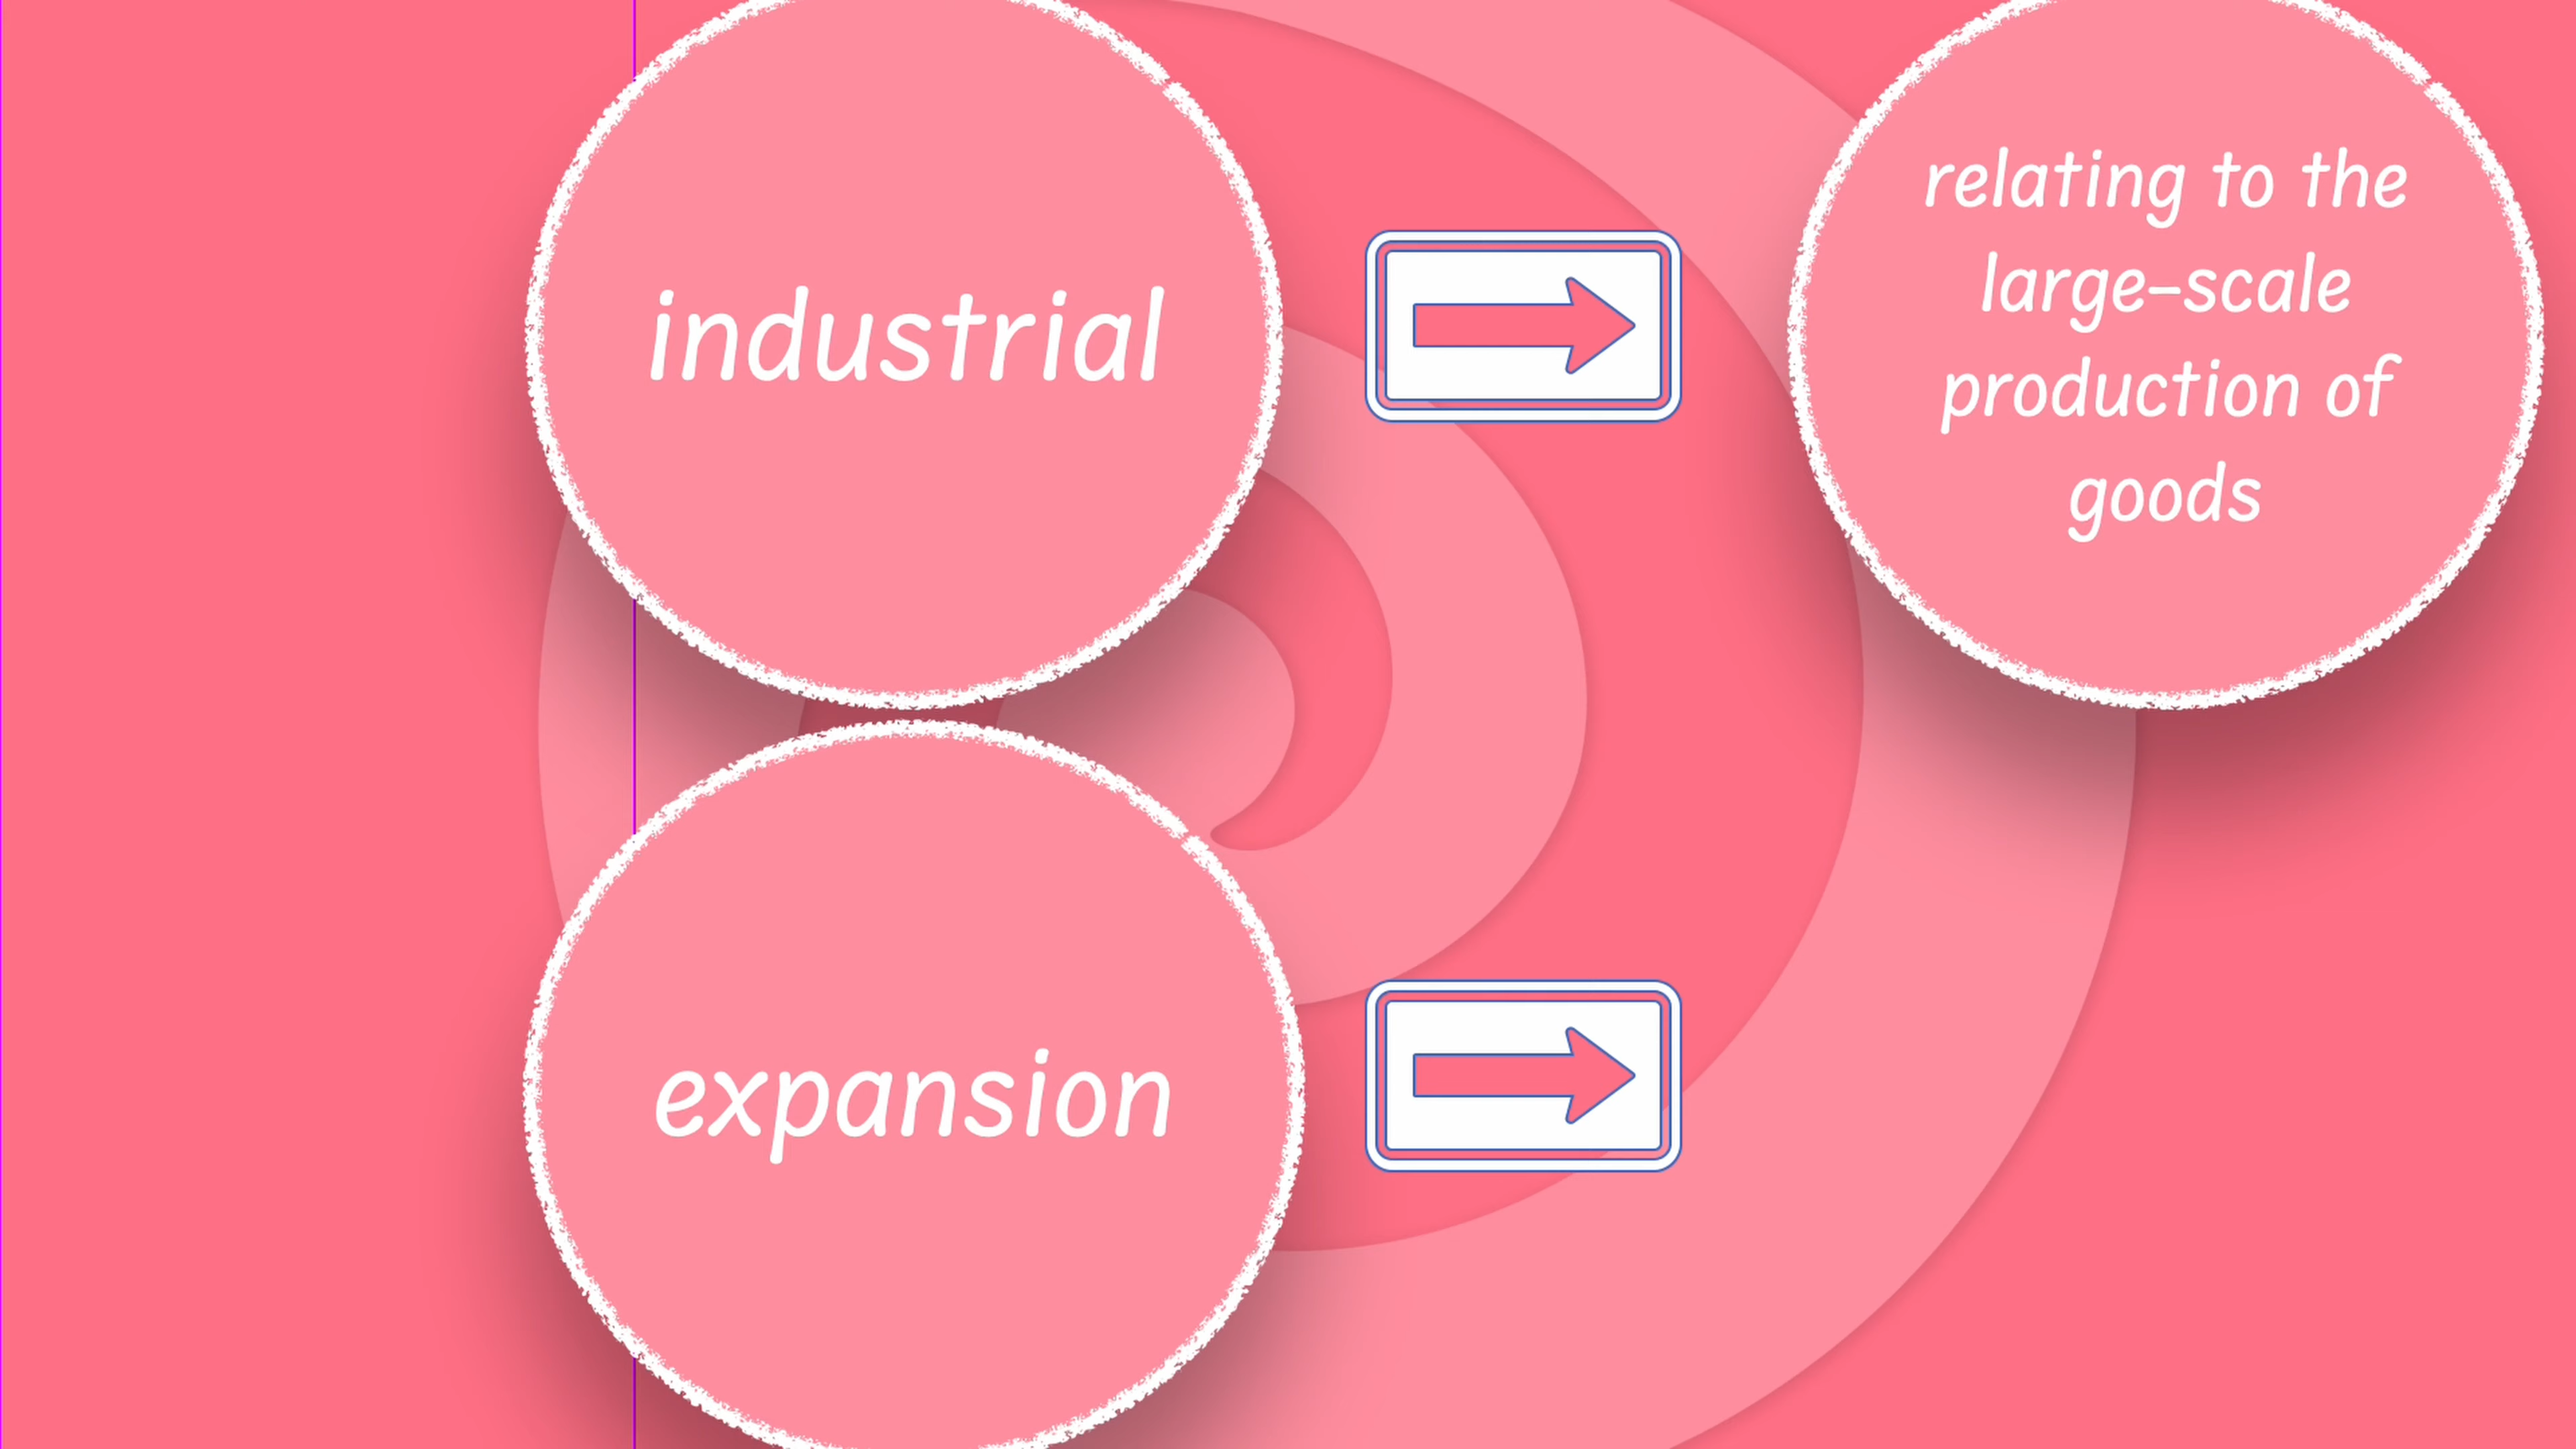 industrial
relating to the
large-scale
production of
goods
expansion